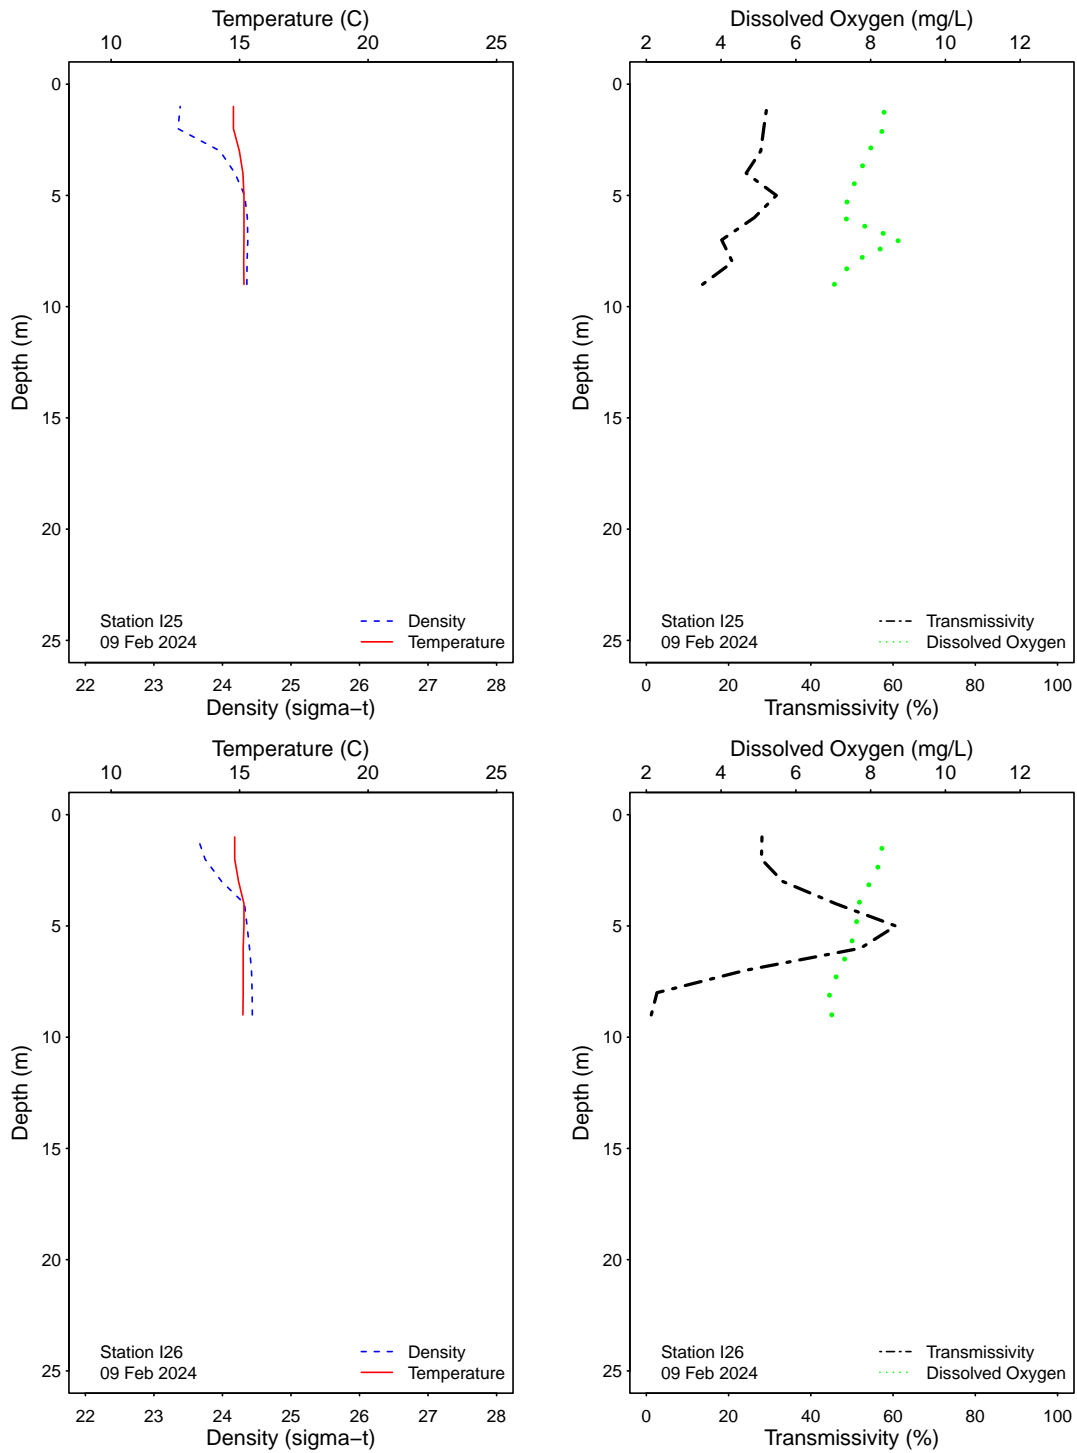 Temperature (C) Dissolved Oxygen (mg/L)
10 15 20 25 2 4 6 8 10 12
0 0
5 5
10 10
15 15
20 20
25 25
Depth (m) Depth (m)
Station I25 Density Station I25 Transmissivity
09 Feb 2024 Temperature 09 Feb 2024 Dissolved Oxygen
22 23 24 25 26 27 28 0 20 40 60 80 100
Density (sigma−t) Transmissivity (%)
Temperature (C) Dissolved Oxygen (mg/L)
10 15 20 25 2 4 6 8 10 12
0 0
5 5
10 10
15 15
20 20
25 25
Depth (m) Depth (m)
Station I26 Density Station I26 Transmissivity
09 Feb 2024 Temperature 09 Feb 2024 Dissolved Oxygen
22 23 24 25 26 27 28 0 20 40 60 80 100
Density (sigma−t) Transmissivity (%)